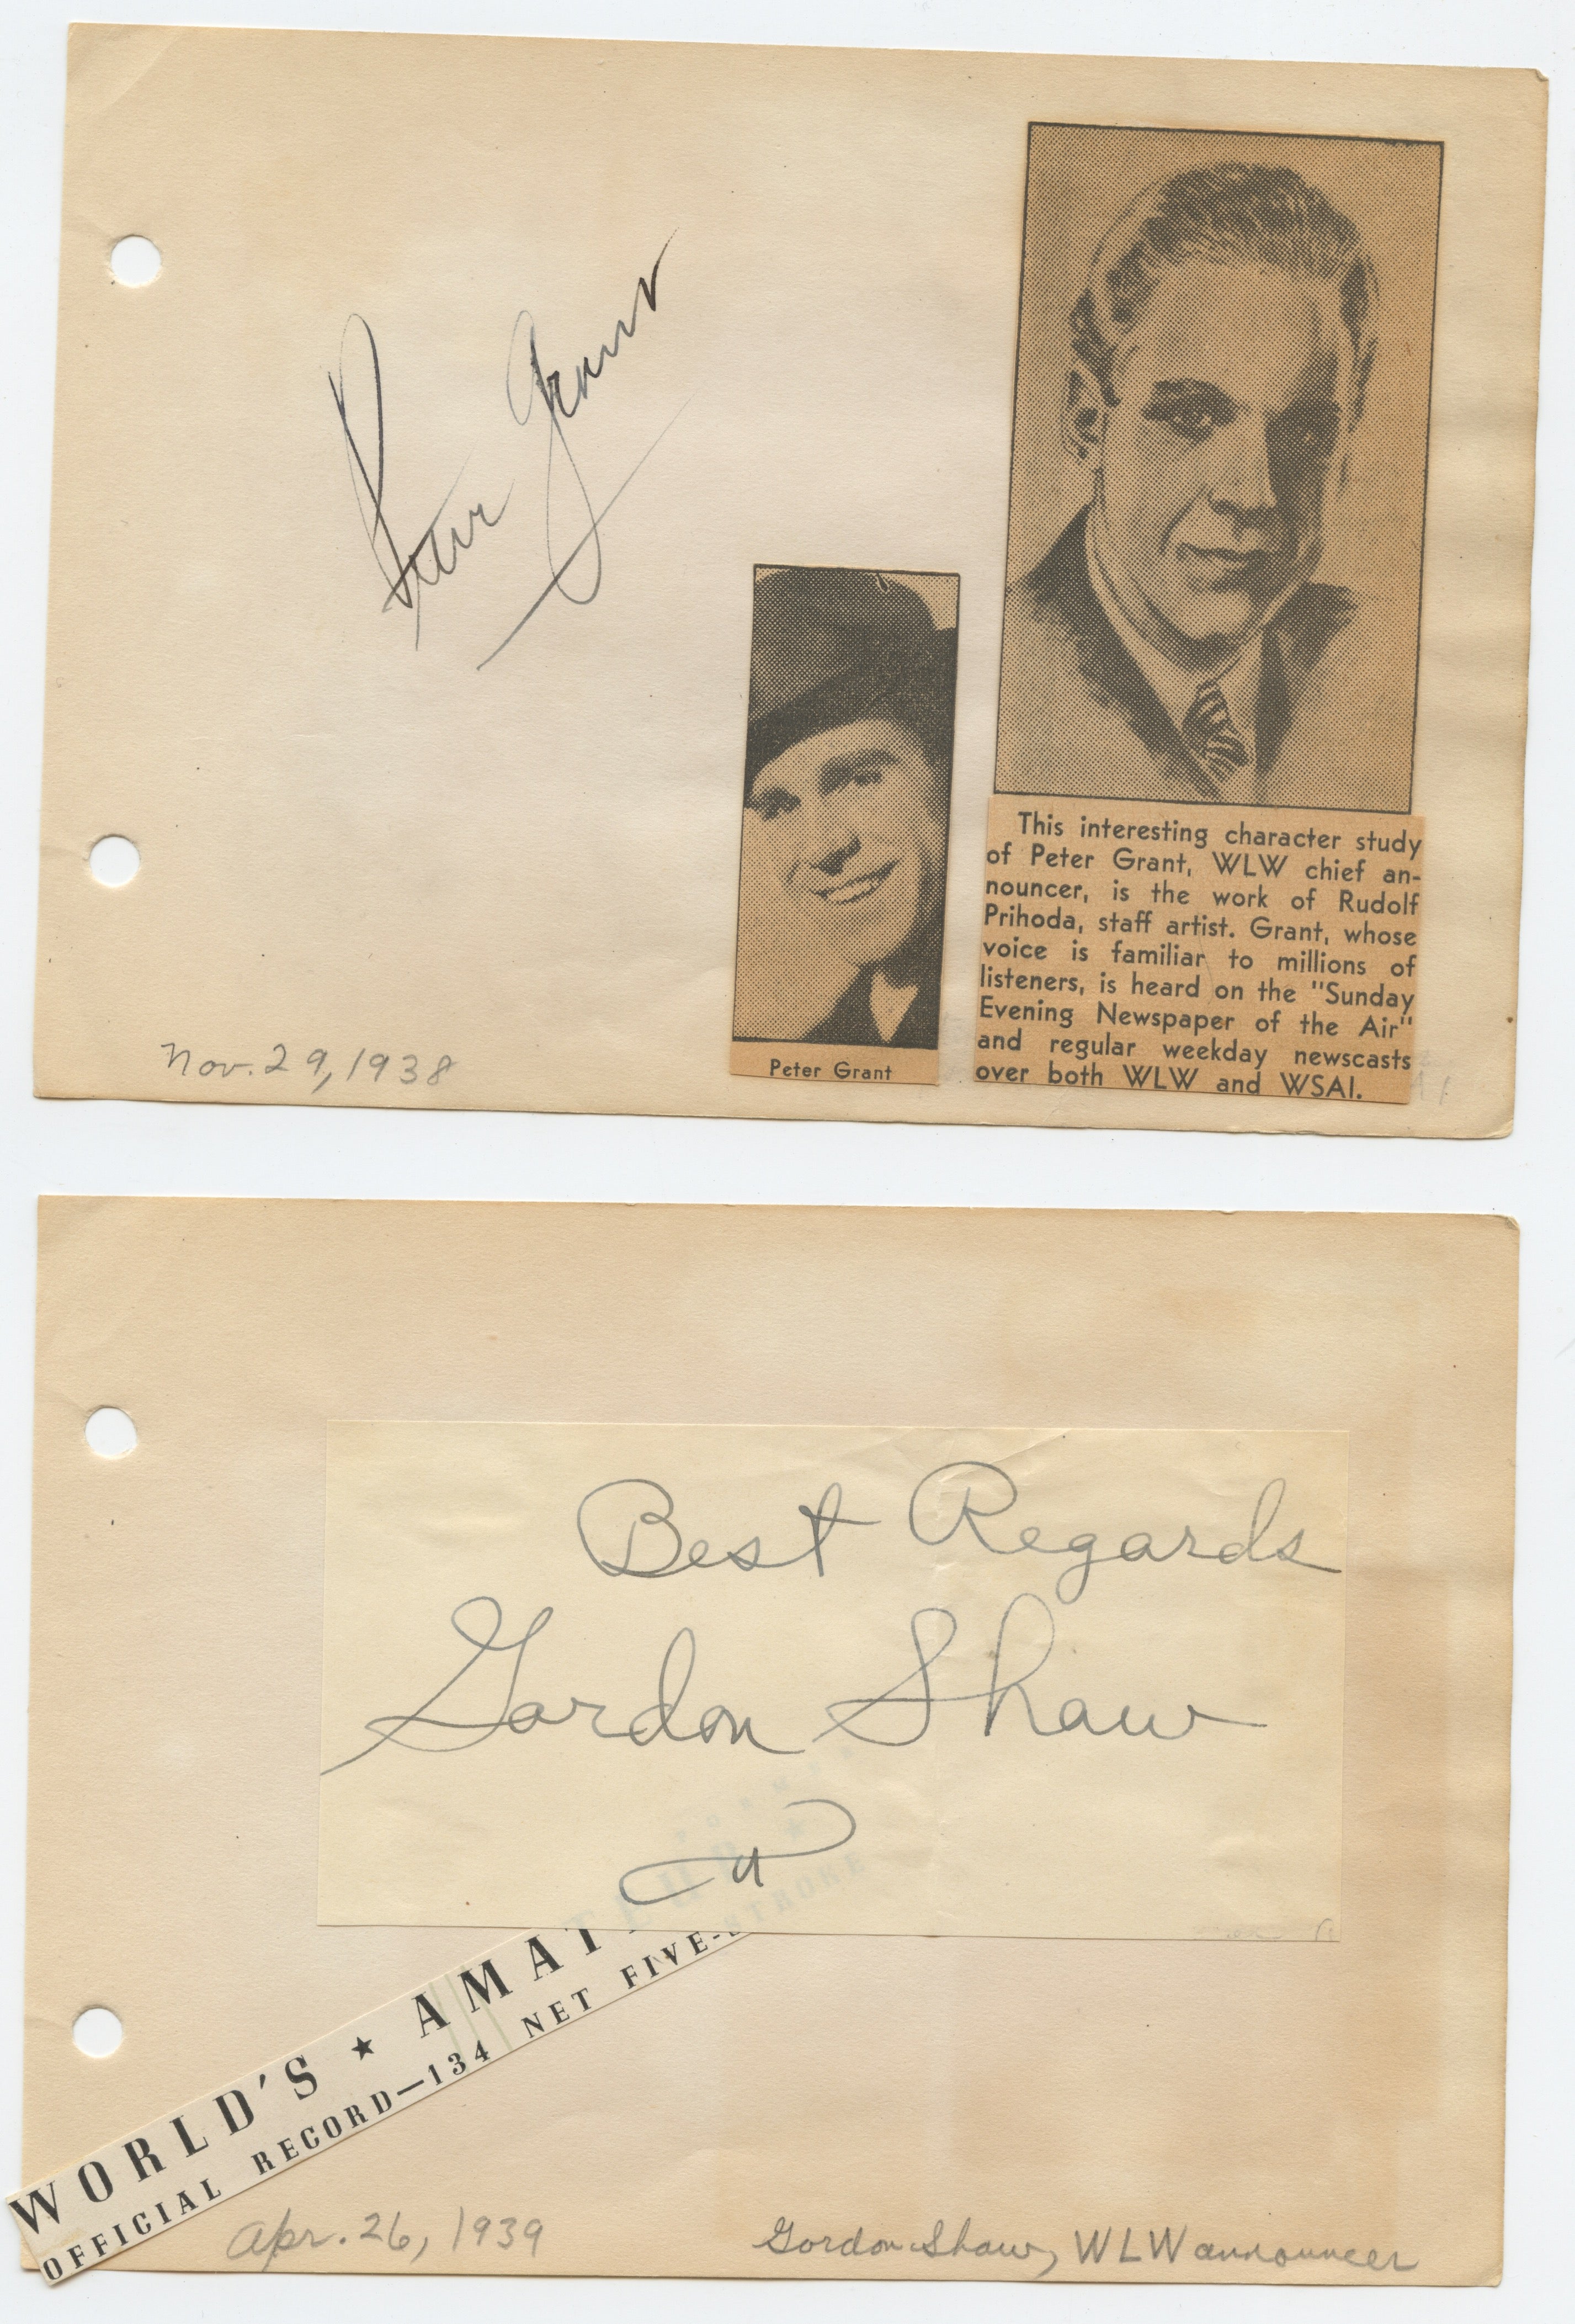 Peter Grant
Peter Grant
This interesting character study
of Peter Grant, WLW chief an-
nouncer, is the work of Rudolf
Prihoda, staff artist. Grant, whose
voice is familiar to millions of
listeners, is heard on the "Sunday
Evening Newspaper of the Air"
and regular weekday newscasts
over both WLW and WSAI.
Nov. 29, 1938
Best Regards
Gordon Shaw
WORLD'S ★ AMATEUR
OFFICIAL RECORD—134 NET FIVE-STROKE
Apr. 26, 1939
Gordon Shaw, WLW announcer